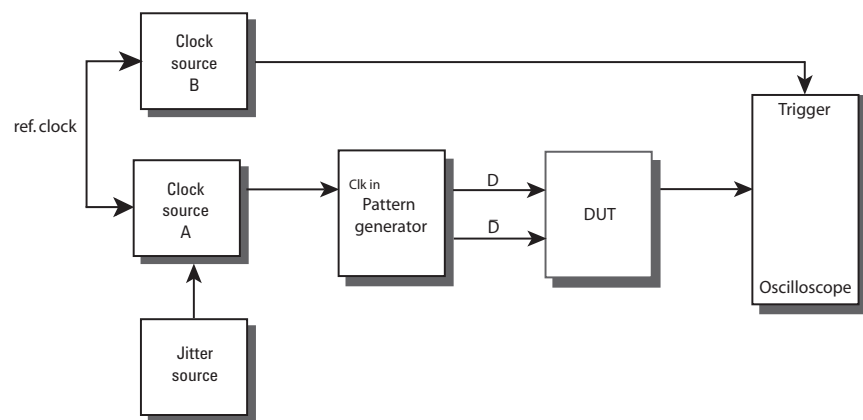 Clock
source
B
ref. clock
Trigger
Clock
source
A
Clk in
Pattern
generator
D
D̄
DUT
Oscilloscope
Jitter
source